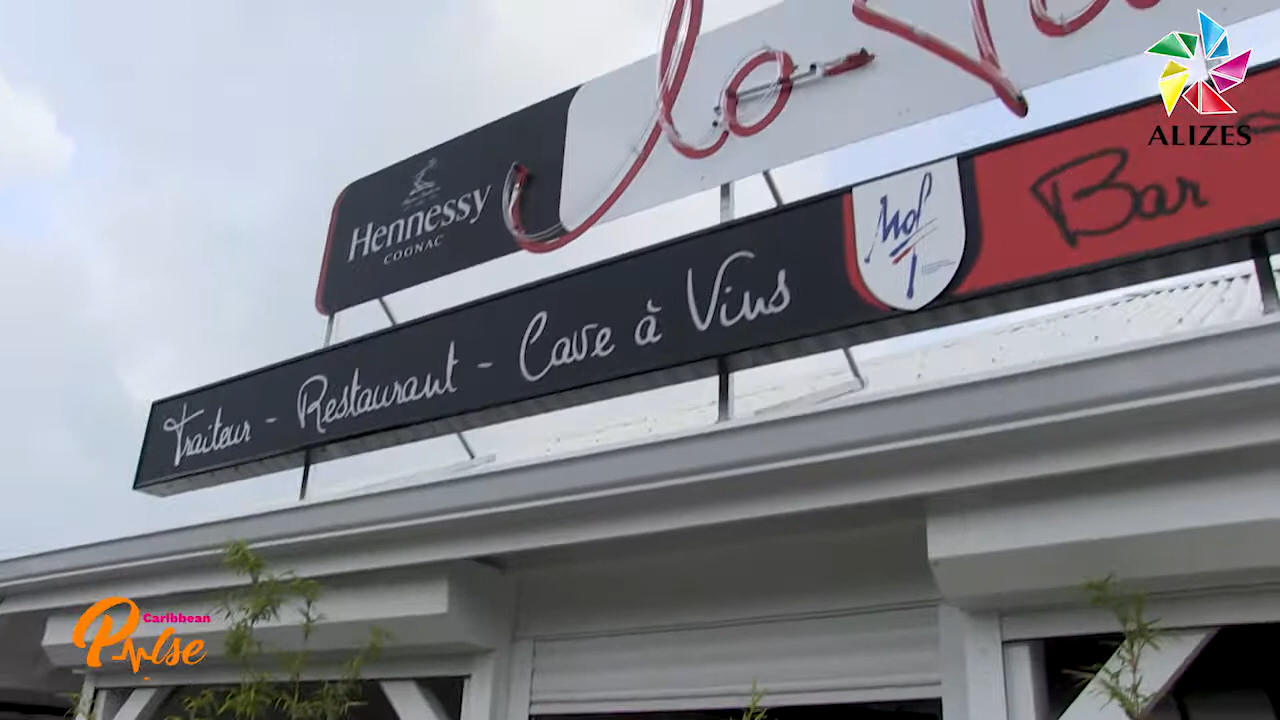 ALIZES
Hennessy
COGNAC
Traiteur - Restaurant - Cave à Vins
Bar
Caribbean
Pulse